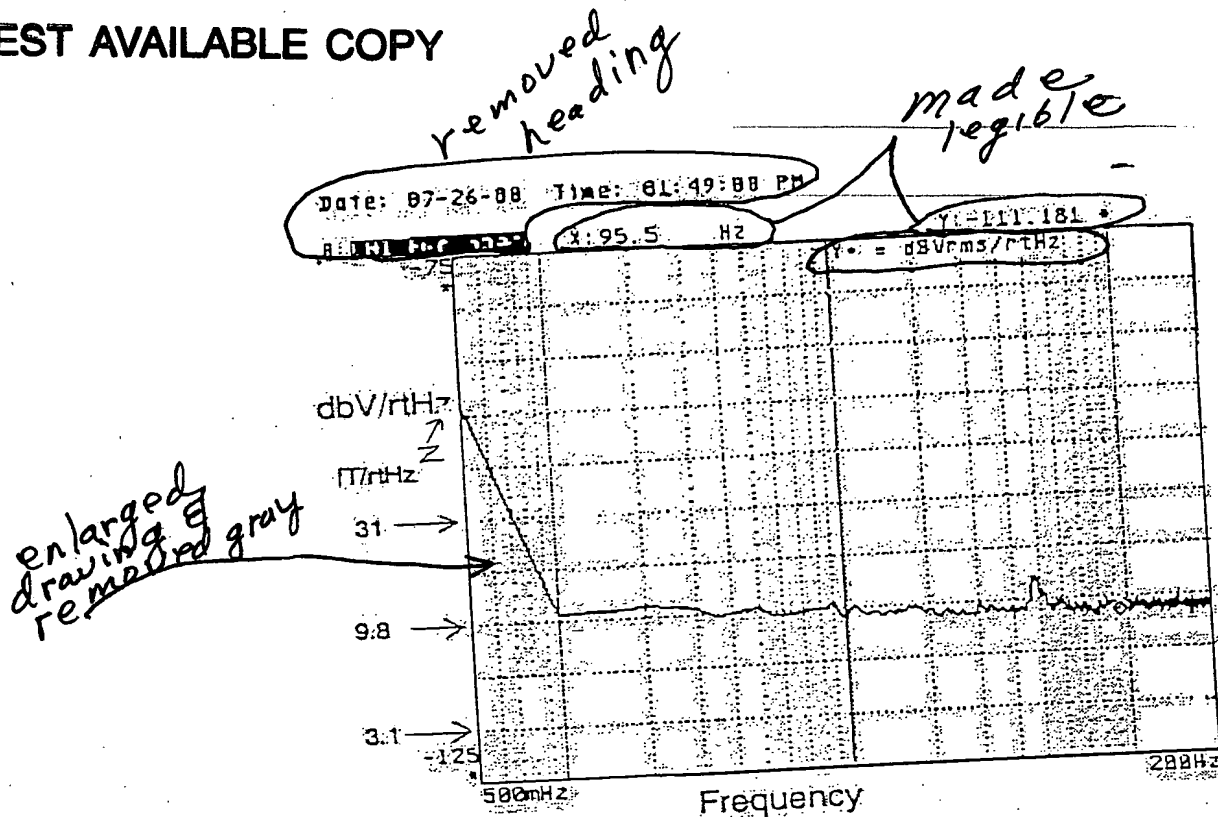 EST AVAILABLE COPY
removed
heading
made
legible
Date: 07-26-00 Time: 01:49:00 PM
X:95.5 Hz
Y:-111.181 *
Y* = dBVrms/rtHz
-75
dbV/rtHz
fT/rtHz
31
enlarged
drawing &
removed gray
9.8
3.1
-125
500mHz
200Hz
Frequency